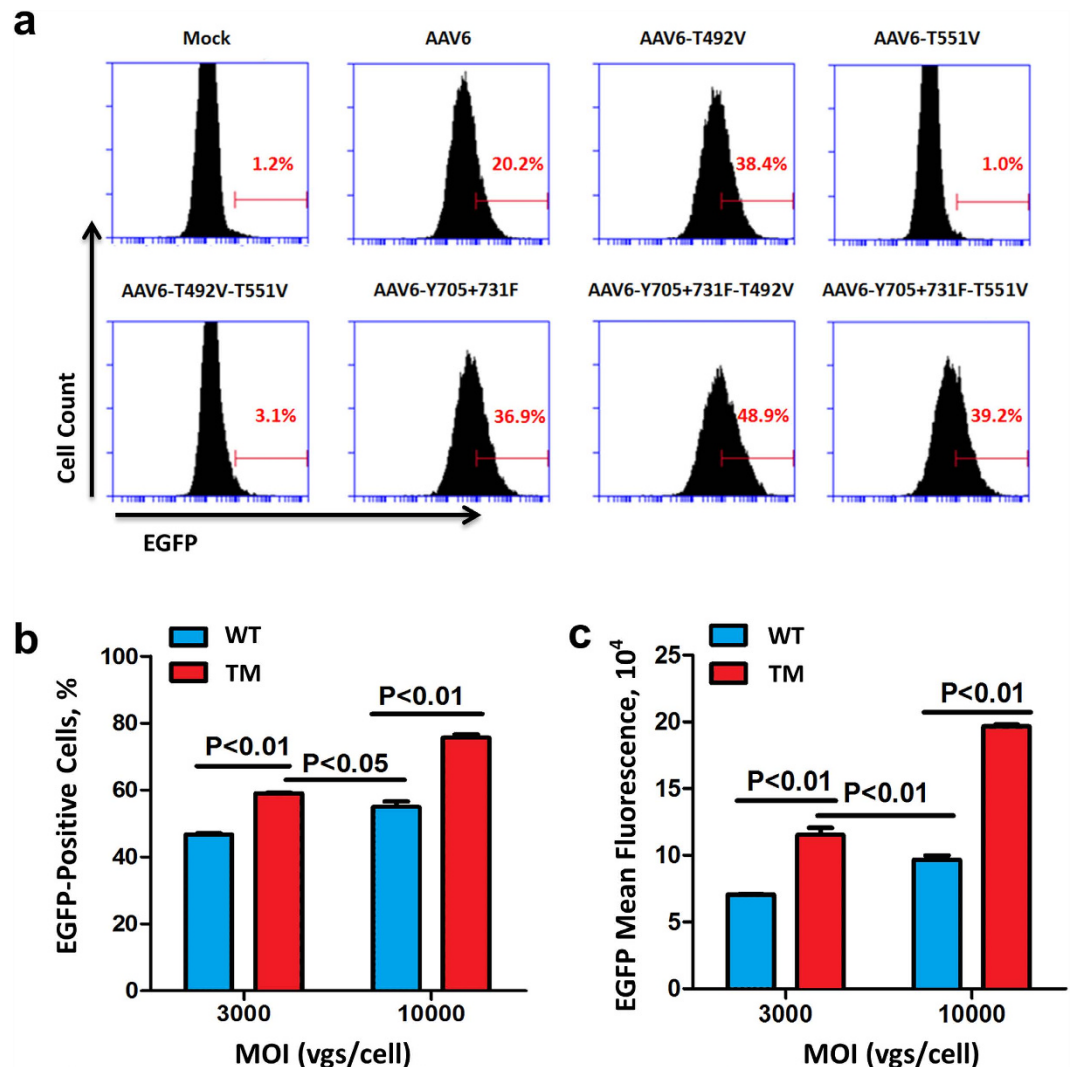 a
Mock AAV6 AAV6-T492V AAV6-T551V
1.2% 20.2% 38.4% 1.0%
AAV6-T492V-T551V AAV6-Y705+731F AAV6-Y705+731F-T492V AAV6-Y705+731F-T551V
3.1% 36.9% 48.9% 39.2%
Cell Count
EGFP
b
WT
TM
EGFP-Positive Cells, %
100
80
60
40
20
0
P<0.01
P<0.05
P<0.01
3000 10000
MOI (vgs/cell)
c
WT
TM
EGFP Mean Fluorescence, 10⁴
25
20
15
10
5
0
P<0.01
P<0.01
P<0.01
3000 10000
MOI (vgs/cell)